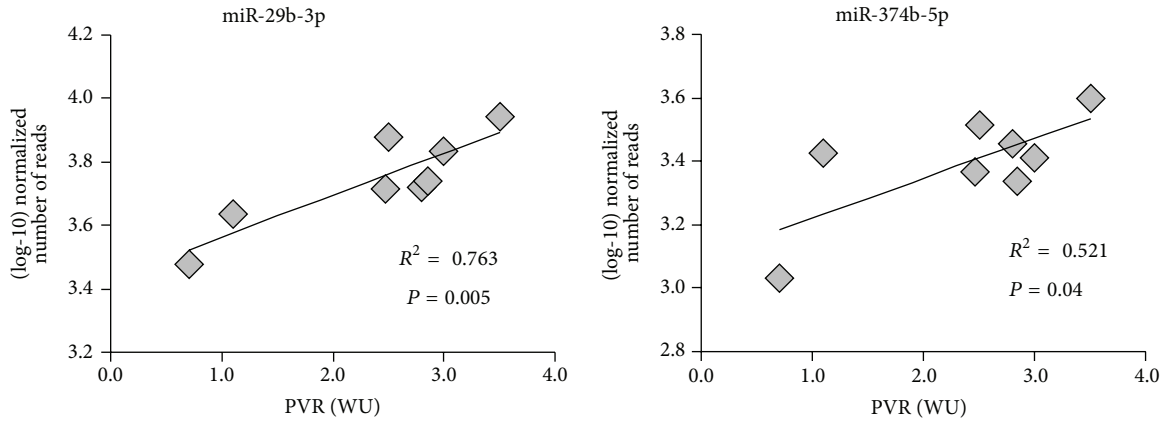 miR-29b-3p
(log-10) normalized
number of reads
4.2
4.0
3.8
3.6
3.4
3.2
0.0 1.0 2.0 3.0 4.0
PVR (WU)
R² = 0.763
P = 0.005
miR-374b-5p
(log-10) normalized
number of reads
3.8
3.6
3.4
3.2
3.0
2.8
0.0 1.0 2.0 3.0 4.0
PVR (WU)
R² = 0.521
P = 0.04